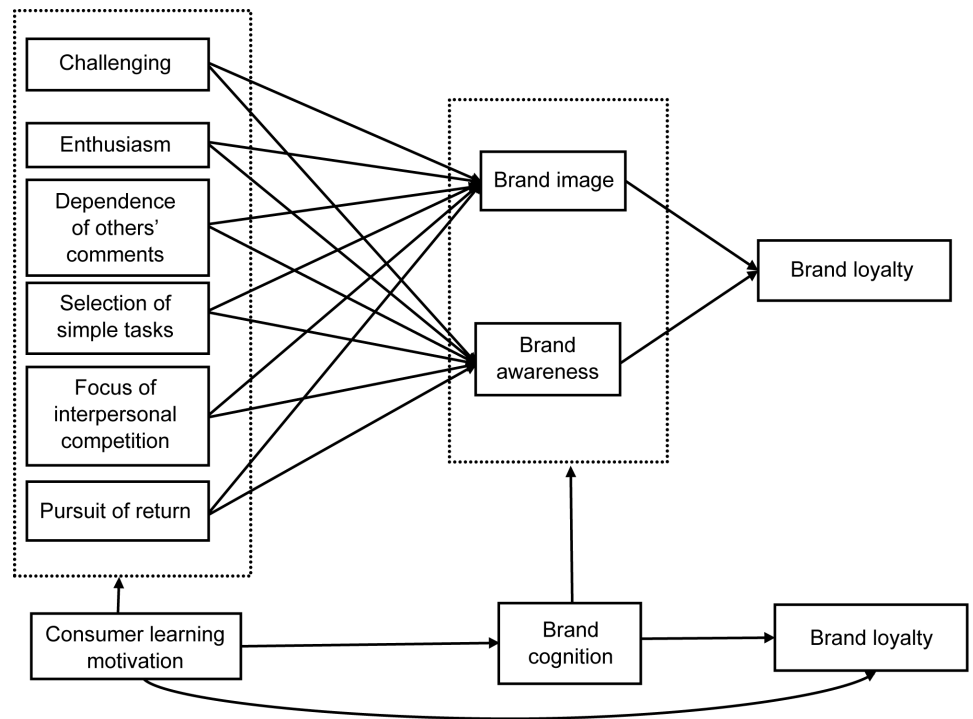 Challenging
Enthusiasm
Dependence
of others’
comments
Selection of
simple tasks
Focus of
interpersonal
competition
Pursuit of return
Brand image
Brand
awareness
Brand loyalty
Consumer learning
motivation
Brand
cognition
Brand loyalty